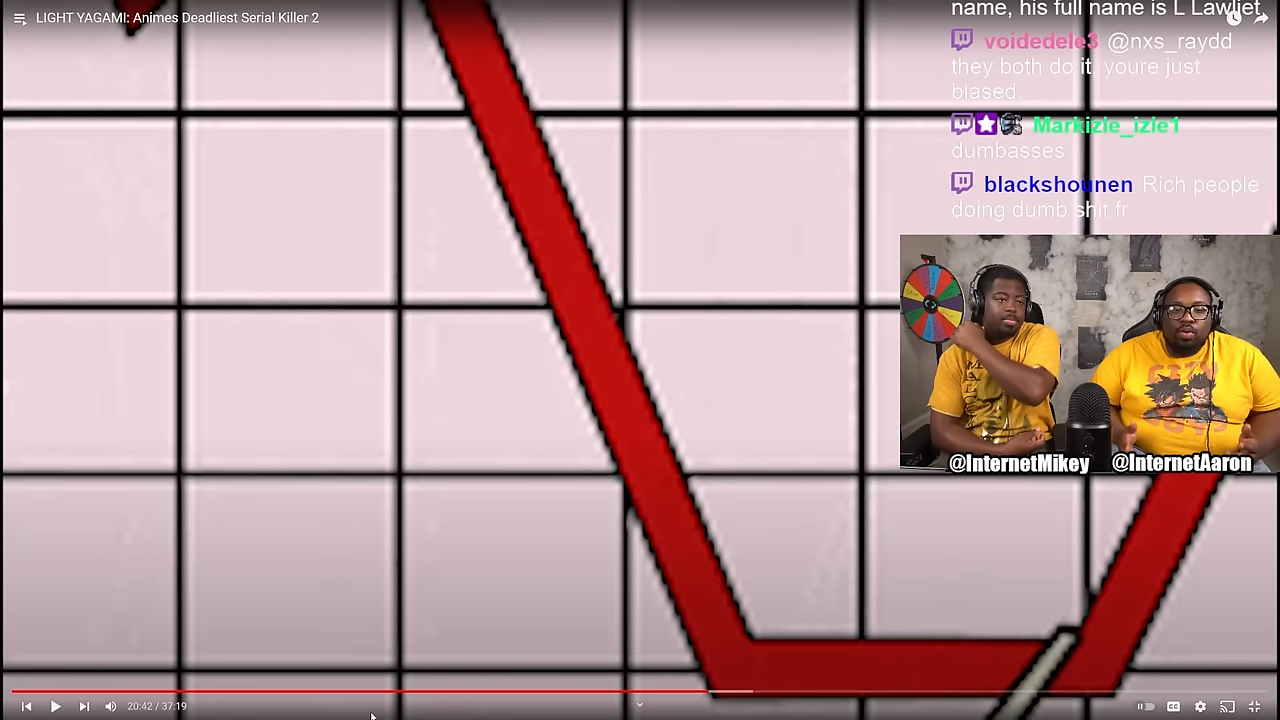 LIGHT YAGAMI: Animes Deadliest Serial Killer 2
name, his full name is L Lawliet
voidedele3 @nxs_raydd
they both do it, youre just
biased.
Markizle_izle1
dumbasses
blackshounen Rich people
doing dumb shit fr
@InternetMikey @InternetAaron
20:42 / 37:19
CC